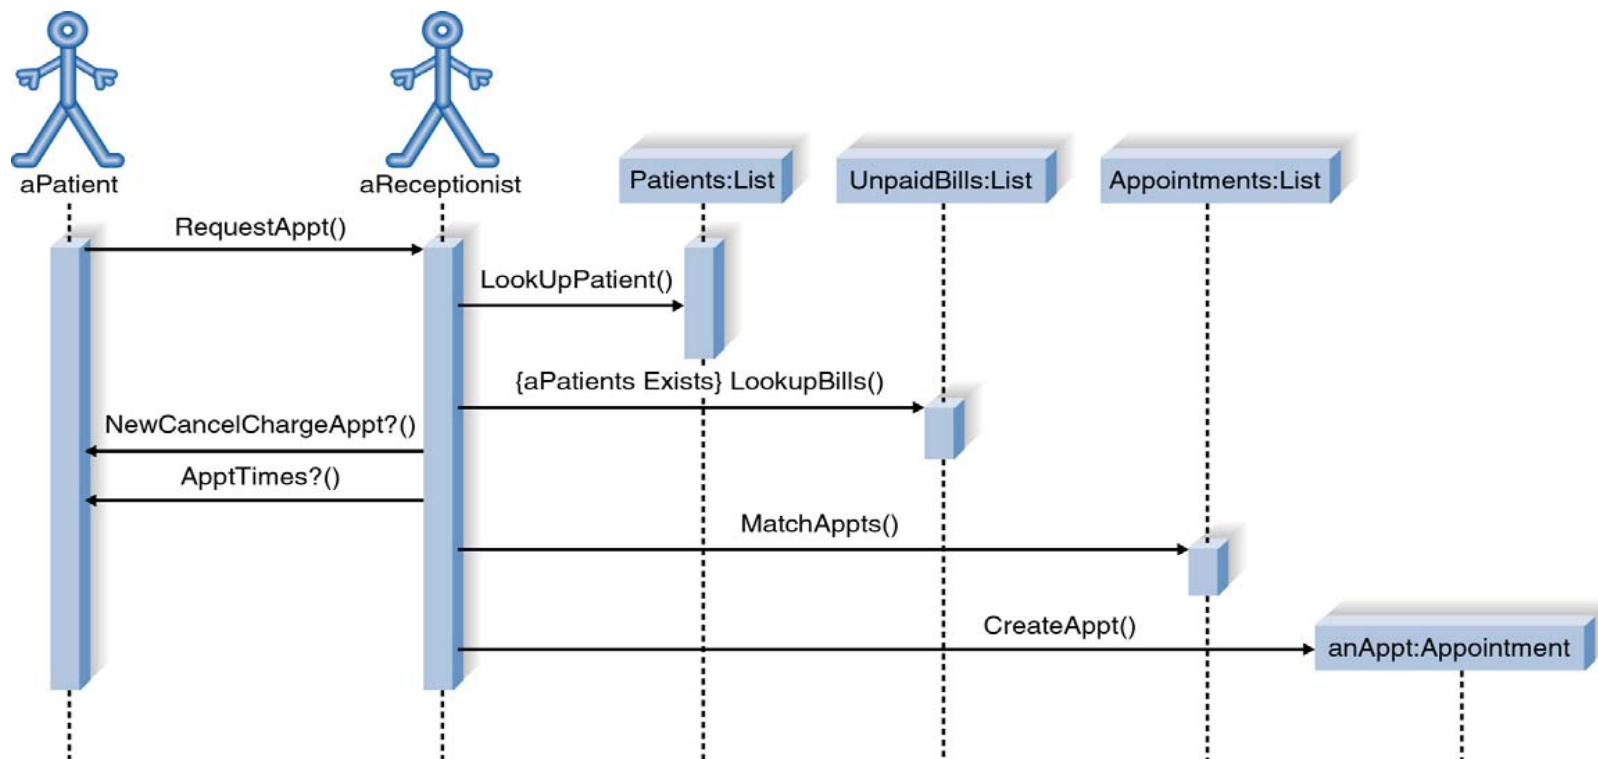 aPatient
aReceptionist
Patients:List
UnpaidBills:List
Appointments:List
RequestAppt()
LookUpPatient()
{aPatients Exists} LookupBills()
NewCancelChargeAppt?()
ApptTimes?()
MatchAppts()
CreateAppt()
anAppt:Appointment